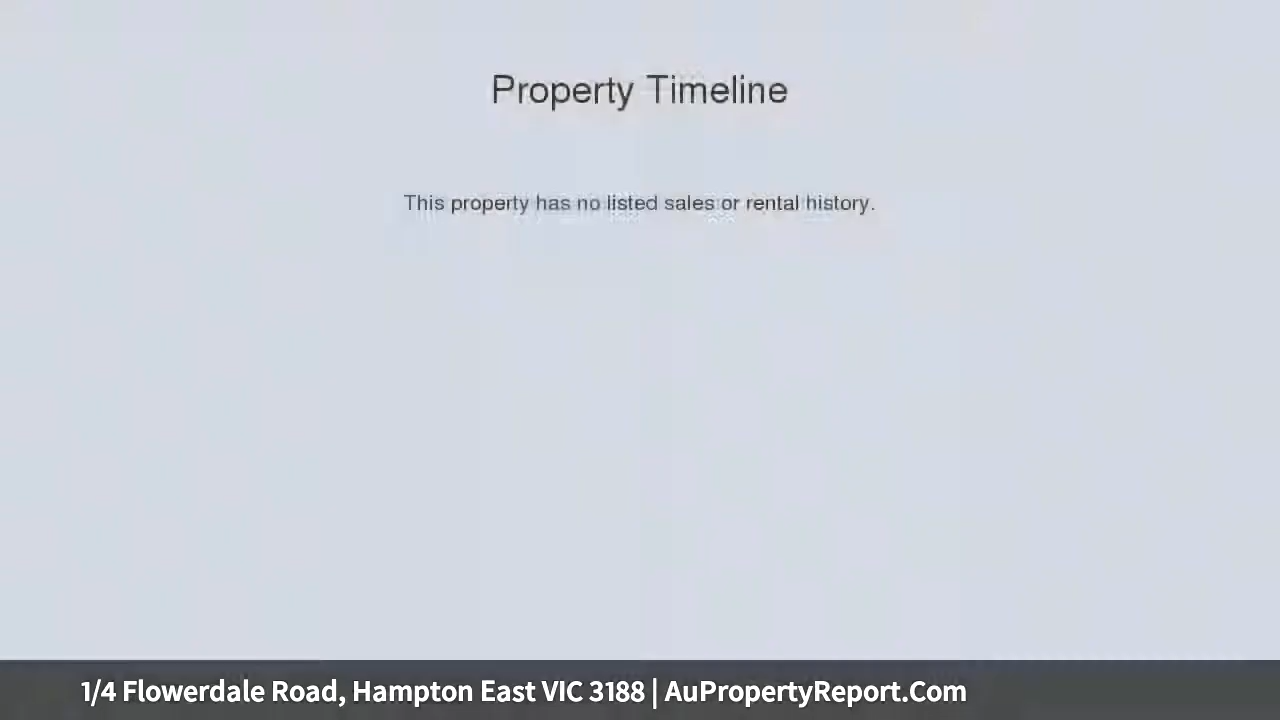 Property Timeline
This property has no listed sales or rental history.
1/4 Flowerdale Road, Hampton East VIC 3188 | AuPropertyReport.Com